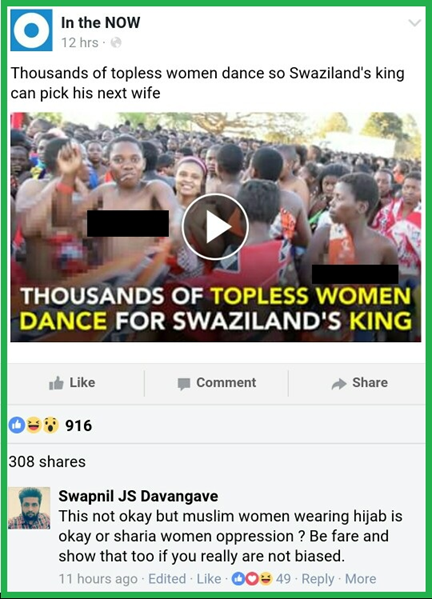 In the NOW
12 hrs ·
Thousands of topless women dance so Swaziland's king
can pick his next wife
THOUSANDS OF TOPLESS WOMEN
DANCE FOR SWAZILAND'S KING
Like
Comment
Share
916
308 shares
Swapnil JS Davangave
This not okay but muslim women wearing hijab is
okay or sharia women oppression ? Be fare and
show that too if you really are not biased.
11 hours ago · Edited · Like · 49 · Reply · More